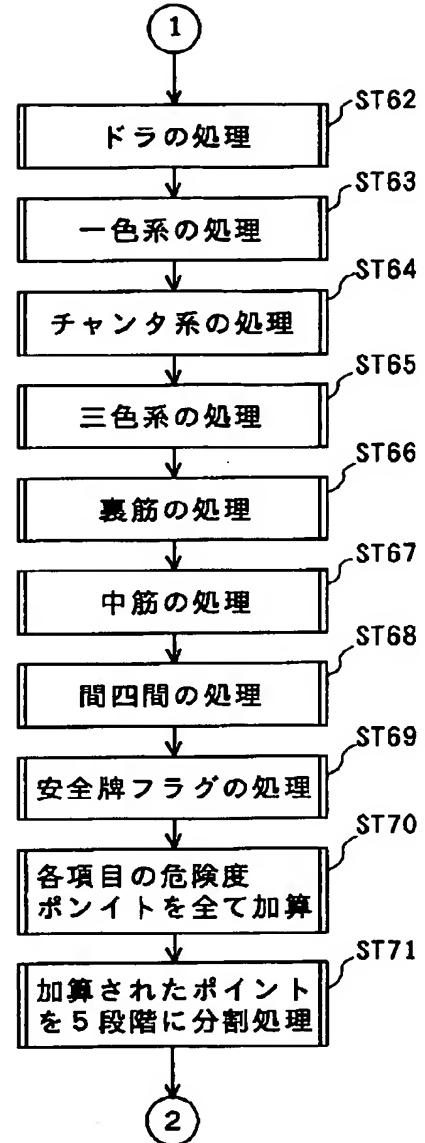 1
ST62
ドラの処理
ST63
一色系の処理
ST64
チャンタ系の処理
ST65
三色系の処理
ST66
裏筋の処理
ST67
中筋の処理
ST68
間四間の処理
ST69
安全牌フラグの処理
ST70
各項目の危険度
ポンイトを全て加算
ST71
加算されたポイント
を5段階に分割処理
2